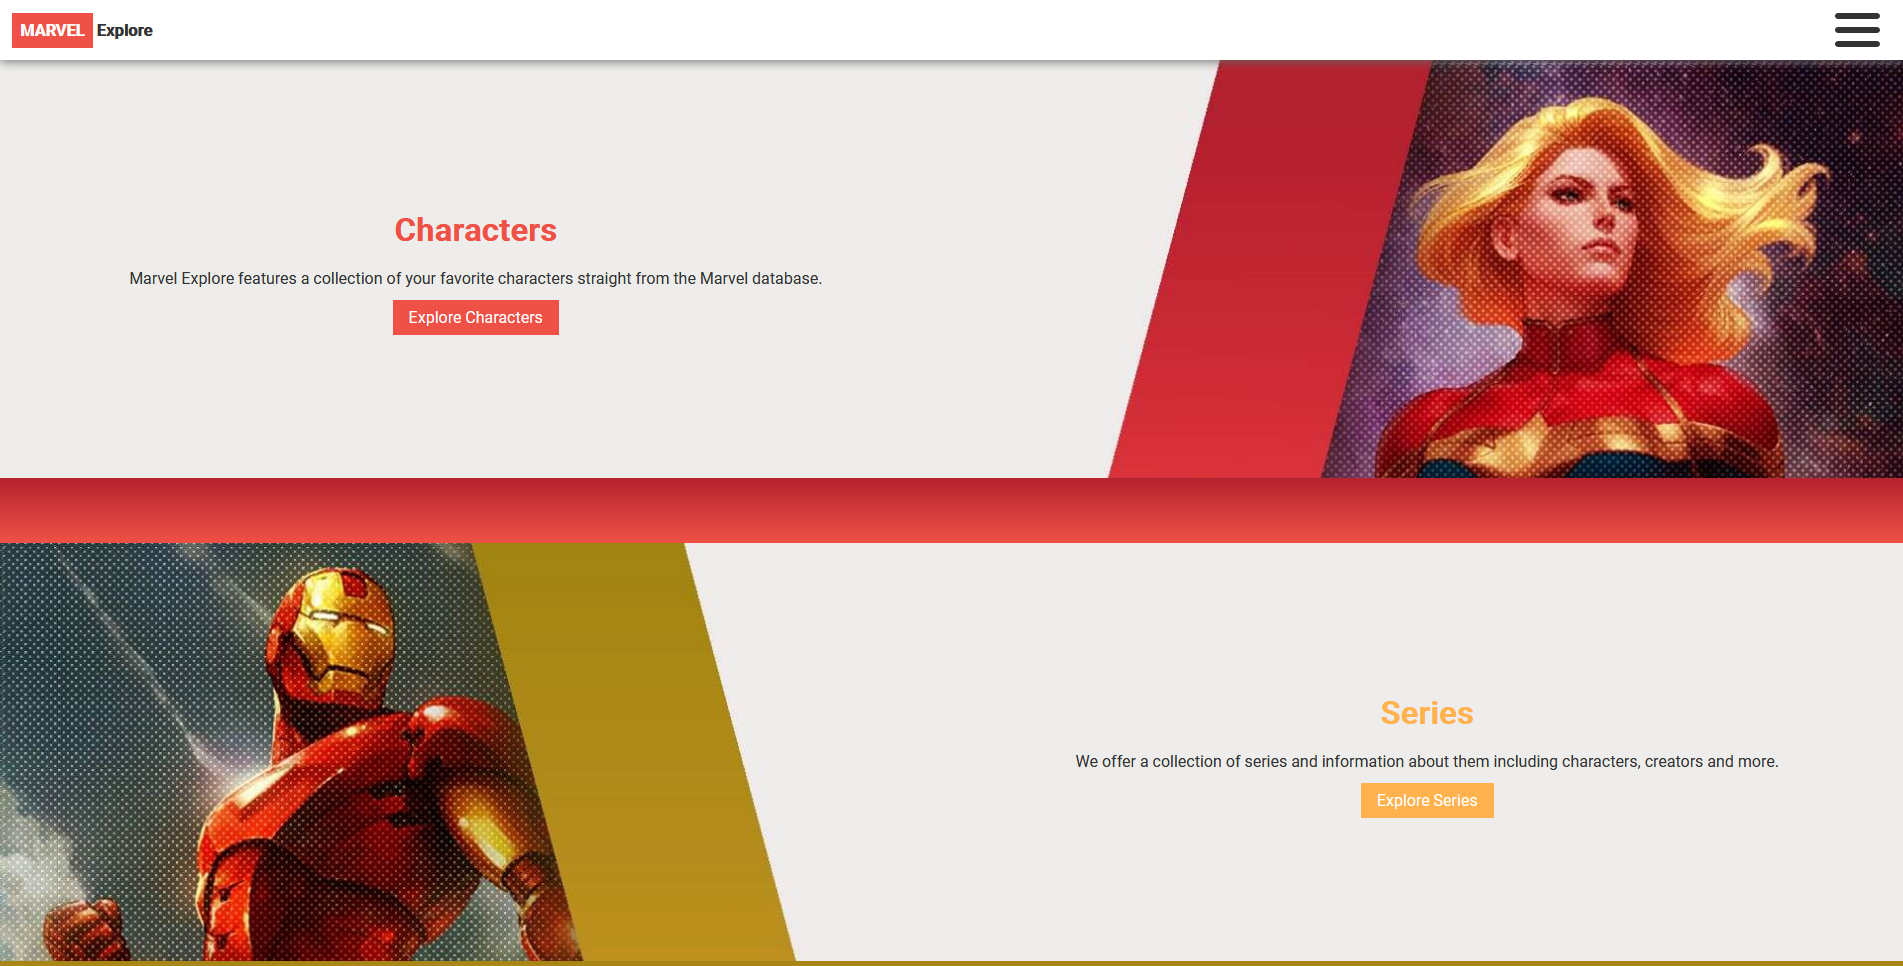 MARVEL Explore
Characters
Marvel Explore features a collection of your favorite characters straight from the Marvel database.
Explore Characters
Series
We offer a collection of series and information about them including characters, creators and more.
Explore Series